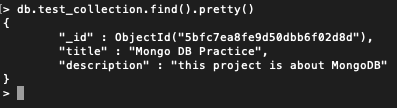 > db.test_collection.find().pretty()
{
"_id" : ObjectId("5bfc7ea8fe9d50dbb6f02d8d"),
"title" : "Mongo DB Practice",
"description" : "this project is about MongoDB"
}
>